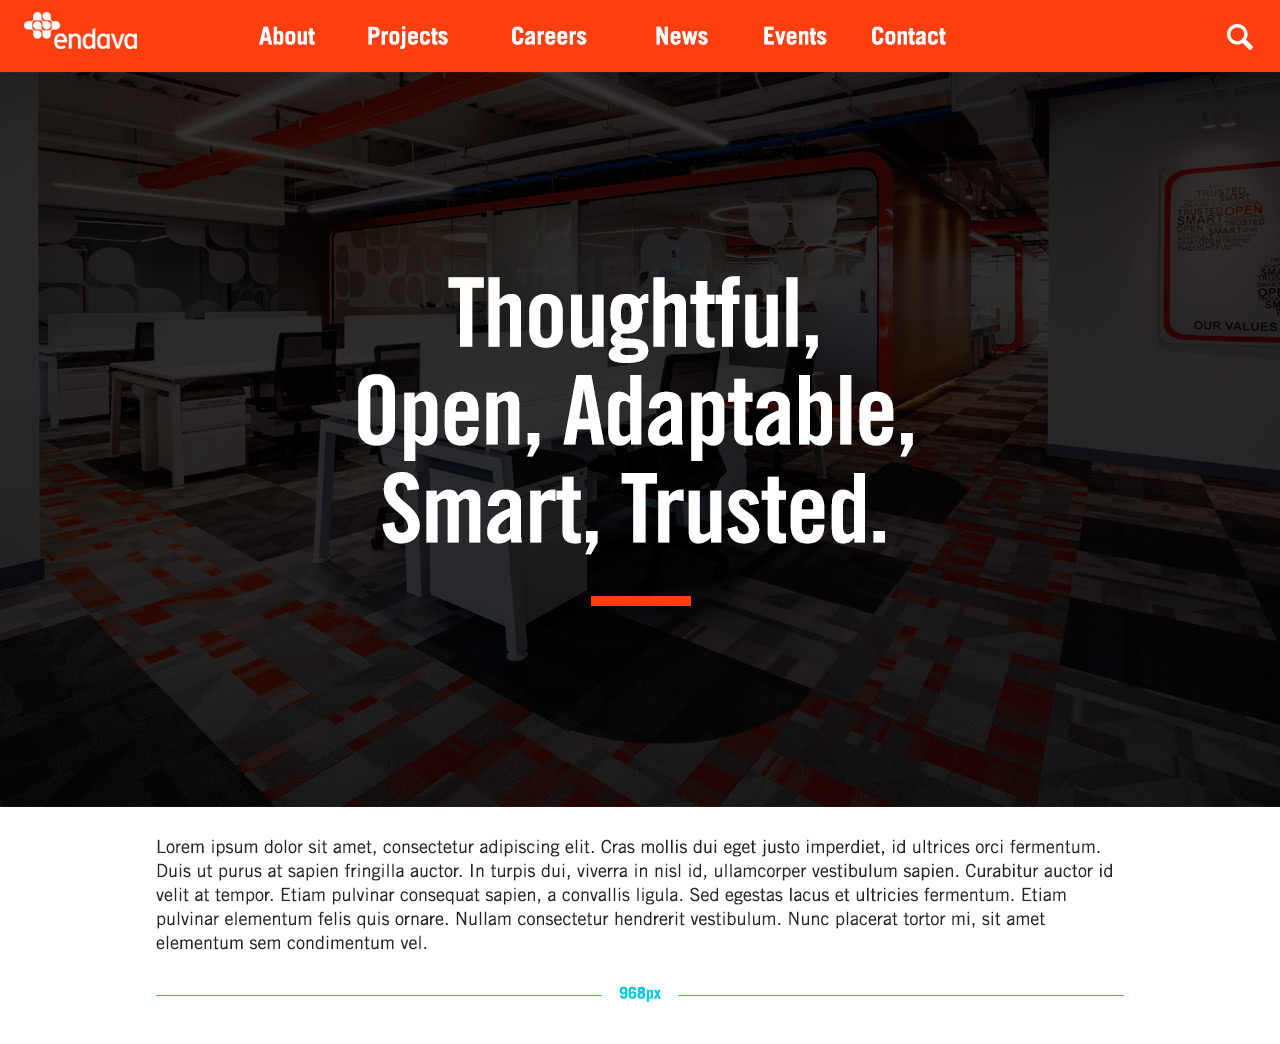 endava
About Projects Careers News Events Contact
TRUSTED
TRUSTED OPEN
SMART SMART
OPEN
SMART
OPEN
OUR VALUES
Thoughtful,
Open, Adaptable,
Smart, Trusted.
Lorem ipsum dolor sit amet, consectetur adipiscing elit. Cras mollis dui eget justo imperdiet, id ultrices orci fermentum.
Duis ut purus at sapien fringilla auctor. In turpis dui, viverra in nisl id, ullamcorper vestibulum sapien. Curabitur auctor id
velit at tempor. Etiam pulvinar consequat sapien, a convallis ligula. Sed egestas lacus et ultricies fermentum. Etiam
pulvinar elementum felis quis ornare. Nullam consectetur hendrerit vestibulum. Nunc placerat tortor mi, sit amet
elementum sem condimentum vel.
968px